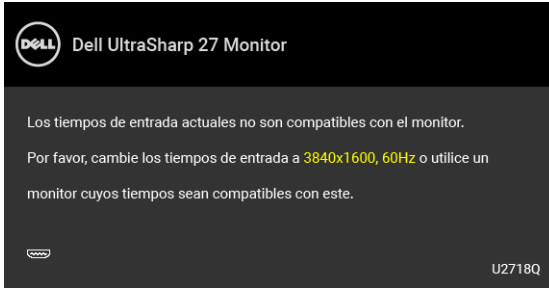 DELL
Dell UltraSharp 27 Monitor
Los tiempos de entrada actuales no son compatibles con el monitor.
Por favor, cambie los tiempos de entrada a 3840x1600, 60Hz o utilice un
monitor cuyos tiempos sean compatibles con este.
U2718Q